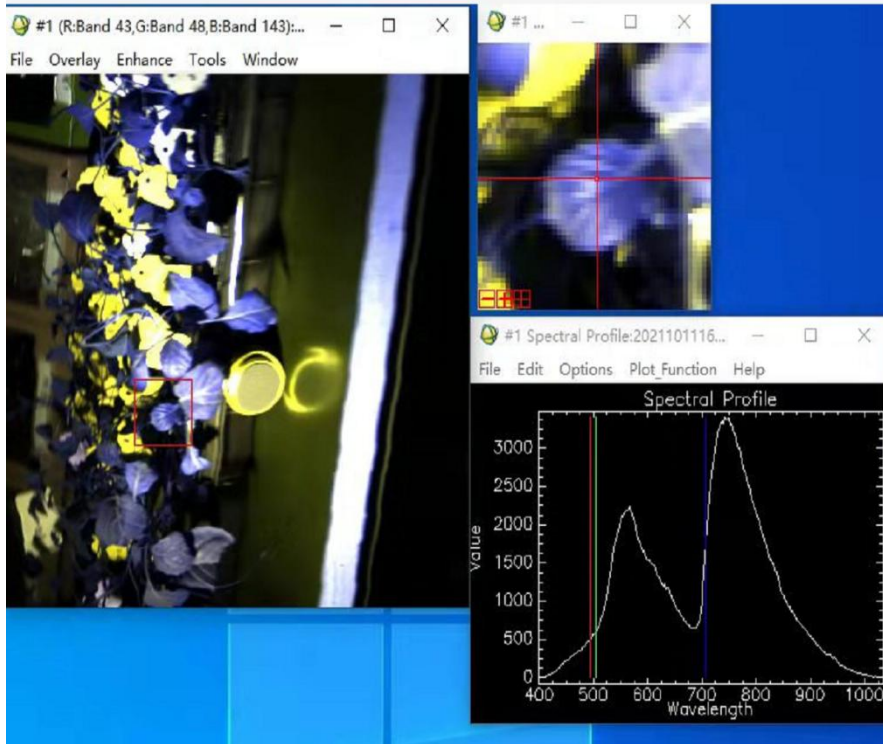 #1 (R:Band 43,G:Band 48,B:Band 143):...
File Overlay Enhance Tools Window
#1 ...
#1 Spectral Profile:2021101116...
File Edit Options Plot_Function Help
Spectral Profile
Value
3000
2500
2000
1500
1000
500
0
400 500 600 700 800 900 1000
Wavelength